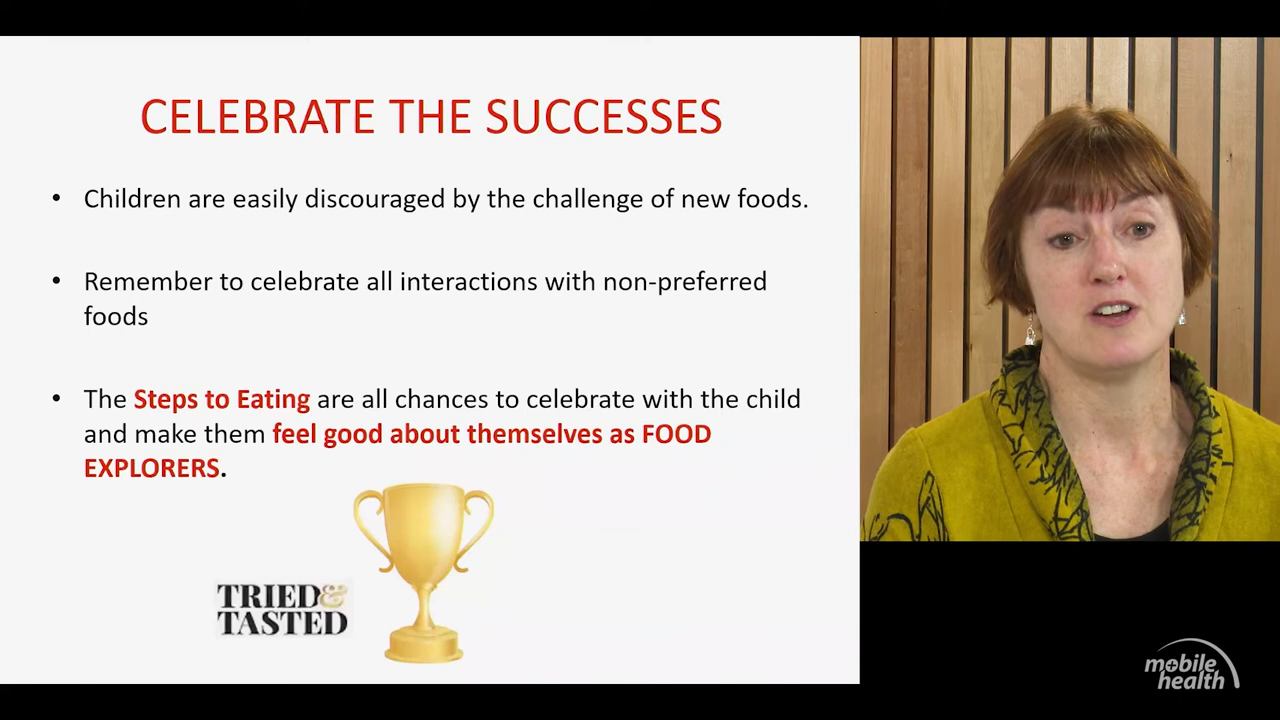 CELEBRATE THE SUCCESSES
• Children are easily discouraged by the challenge of new foods.
• Remember to celebrate all interactions with non-preferred
foods
• The Steps to Eating are all chances to celebrate with the child
and make them feel good about themselves as FOOD
EXPLORERS.
TRIED&
TASTED
mobile
health